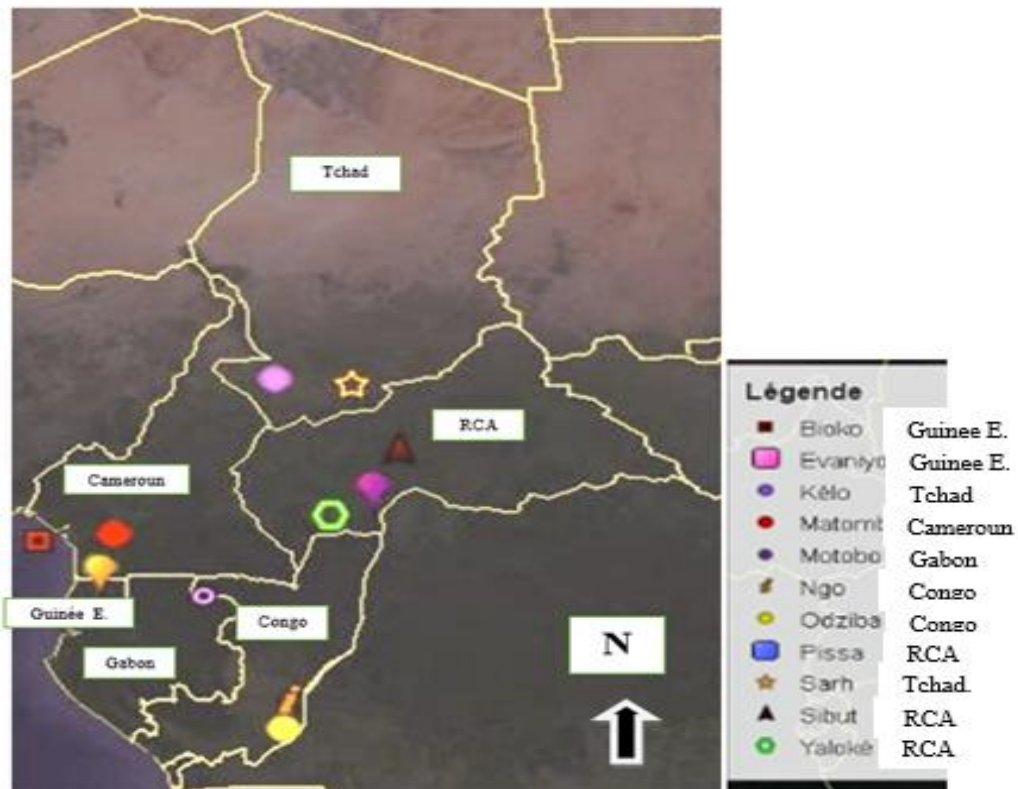 Tchad
RCA
Cameroun
Guinée E.
Congo
Gabon
N
Légende
Bioko Guinee E.
Evaniyo Guinee E.
Kélo Tchad
Matomb Cameroun
Motobo Gabon
Ngo Congo
Odziba Congo
Pissa RCA
Sarh Tchad.
Sibut RCA
Yaloké RCA